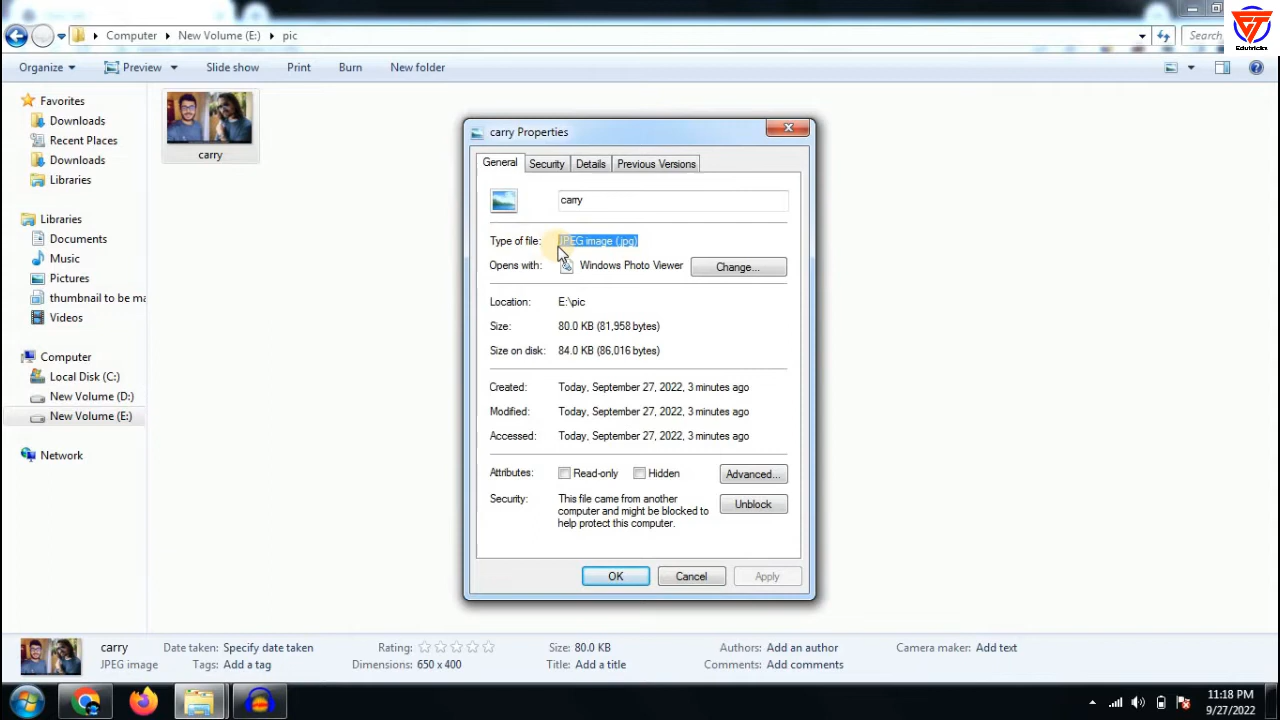 Edutricks
Computer New Volume (E:) pic
Search
Organize Preview Slide show Print Burn New folder
Favorites
Downloads
Recent Places
Downloads
Libraries
Libraries
Documents
Music
Pictures
thumbnail to be ma
Videos
Computer
Local Disk (C:)
New Volume (D:)
New Volume (E:)
Network
carry
carry Properties
General Security Details Previous Versions
carry
Type of file: JPEG image (.jpg)
Opens with: Windows Photo Viewer Change...
Location: E:\pic
Size: 80.0 KB (81,958 bytes)
Size on disk: 84.0 KB (86,016 bytes)
Created: Today, September 27, 2022, 3 minutes ago
Modified: Today, September 27, 2022, 3 minutes ago
Accessed: Today, September 27, 2022, 3 minutes ago
Attributes: Read-only Hidden Advanced...
Security: This file came from another
computer and might be blocked to
help protect this computer.
Unblock
OK Cancel Apply
carry Date taken: Specify date taken Rating: Size: 80.0 KB Authors: Add an author Camera maker: Add text
JPEG image Tags: Add a tag Dimensions: 650 x 400 Title: Add a title Comments: Add comments
11:18 PM
9/27/2022